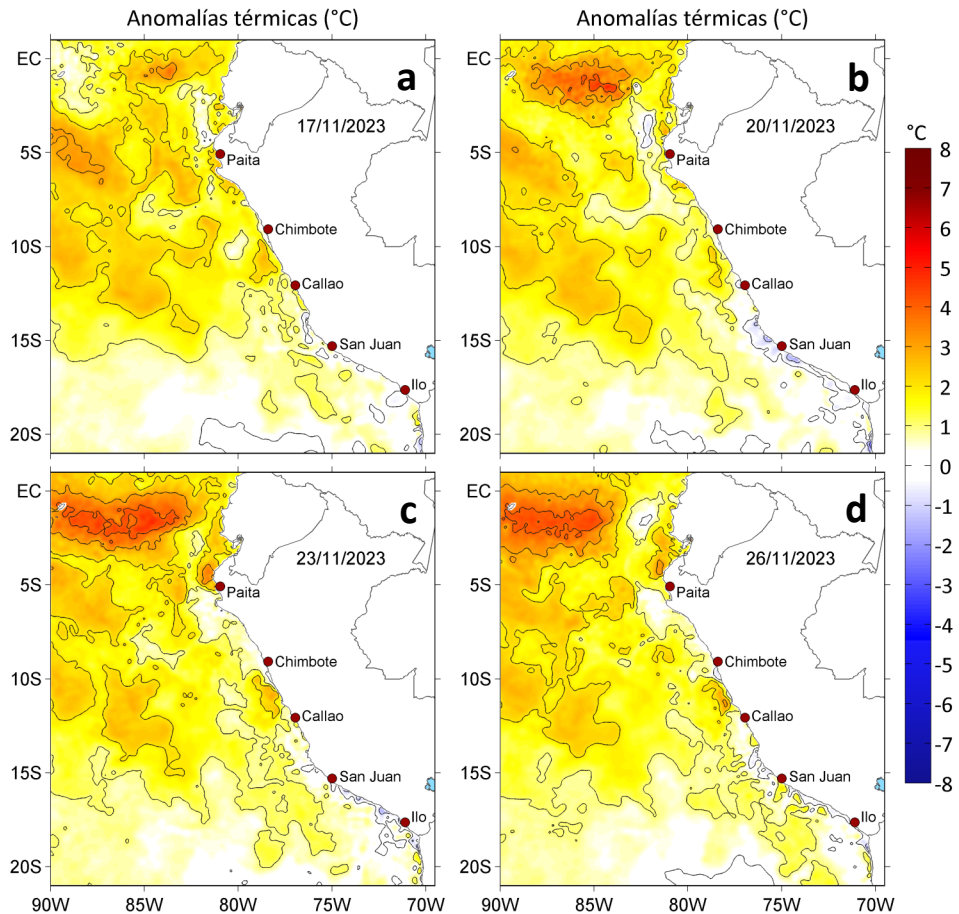 Anomalías térmicas (°C)
Anomalías térmicas (°C)
EC
5S
10S
15S
20S
a
17/11/2023
Paita
Chimbote
Callao
San Juan
Ilo
EC
5S
10S
15S
20S
b
20/11/2023
Paita
Chimbote
Callao
San Juan
Ilo
EC
5S
10S
15S
20S
c
23/11/2023
Paita
Chimbote
Callao
San Juan
Ilo
90W
85W
80W
75W
70W
EC
5S
10S
15S
20S
d
26/11/2023
Paita
Chimbote
Callao
San Juan
Ilo
90W
85W
80W
75W
70W
°C
8
7
6
5
4
3
2
1
0
-1
-2
-3
-4
-5
-6
-7
-8